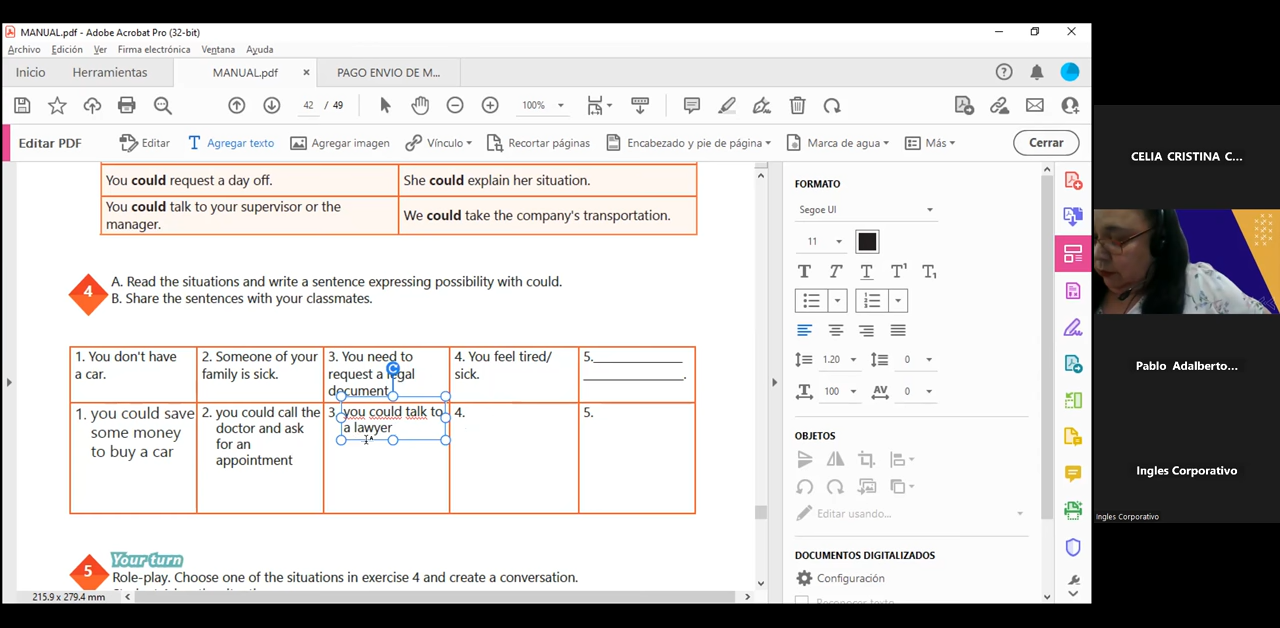 MANUAL.pdf - Adobe Acrobat Pro (32-bit)
Archivo Edición Ver Firma electrónica Ventana Ayuda
Inicio Herramientas MANUAL.pdf × PAGO ENVIO DE M...
42 / 49 100%
Editar PDF Editar Agregar texto Agregar imagen Vínculo Recortar páginas Encabezado y pie de página Marca de agua Más Cerrar
You could request a day off.
She could explain her situation.
You could talk to your supervisor or the
manager.
We could take the company's transportation.
4
A. Read the situations and write a sentence expressing possibility with could.
B. Share the sentences with your classmates.
1. You don't have
a car.
2. Someone of your
family is sick.
3. You need to
request a legal
document
4. You feel tired/
sick.
5.
.
1. you could save
some money
to buy a car
2. you could call the
doctor and ask
for an
appointment
3. you could talk to
a lawyer
4.
5.
5
Your turn
Role-play. Choose one of the situations in exercise 4 and create a conversation.
215.9 x 279.4 mm
FORMATO
Segoe UI
11
T T T T¹ T₁
1.20 0
100 AV 0
OBJETOS
Editar usando...
DOCUMENTOS DIGITALIZADOS
Configuración
Reconocer texto
CELIA CRISTINA C...
Pablo Adalberto...
Ingles Corporativo
Ingles Corporativo